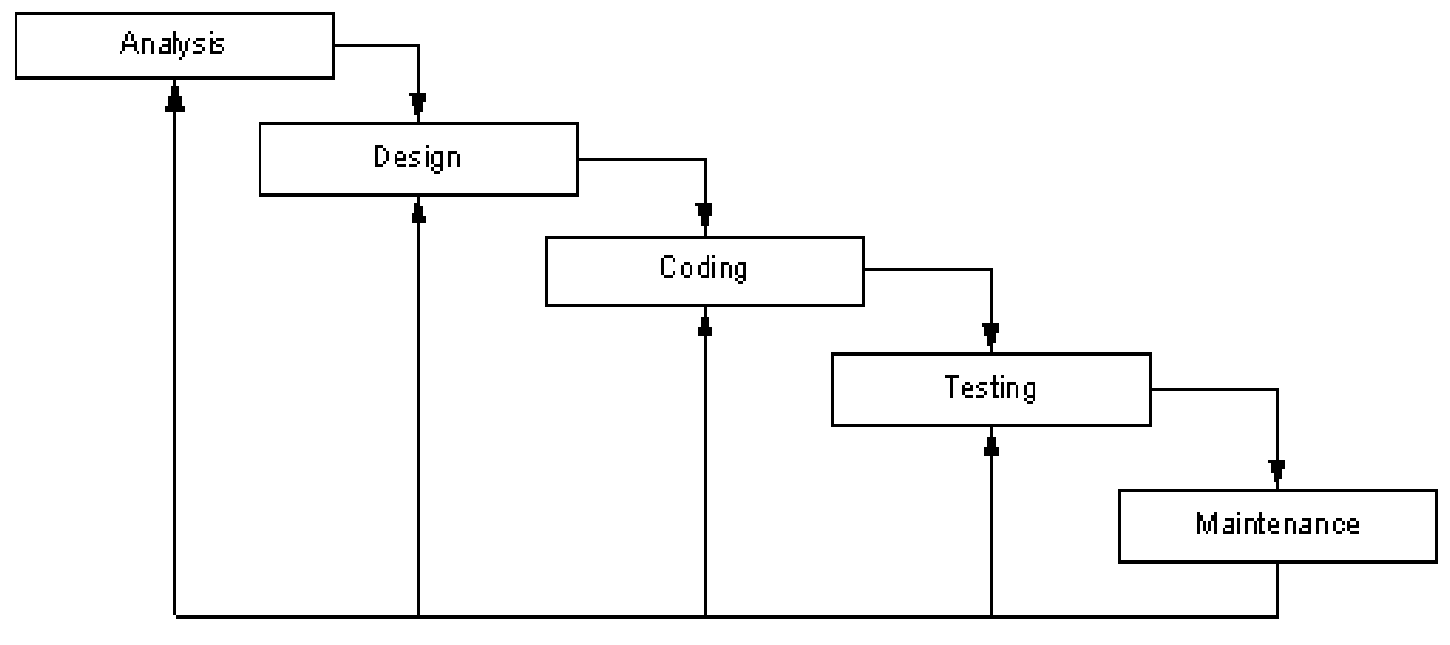 Analysis
Design
Coding
Testing
Maintenance